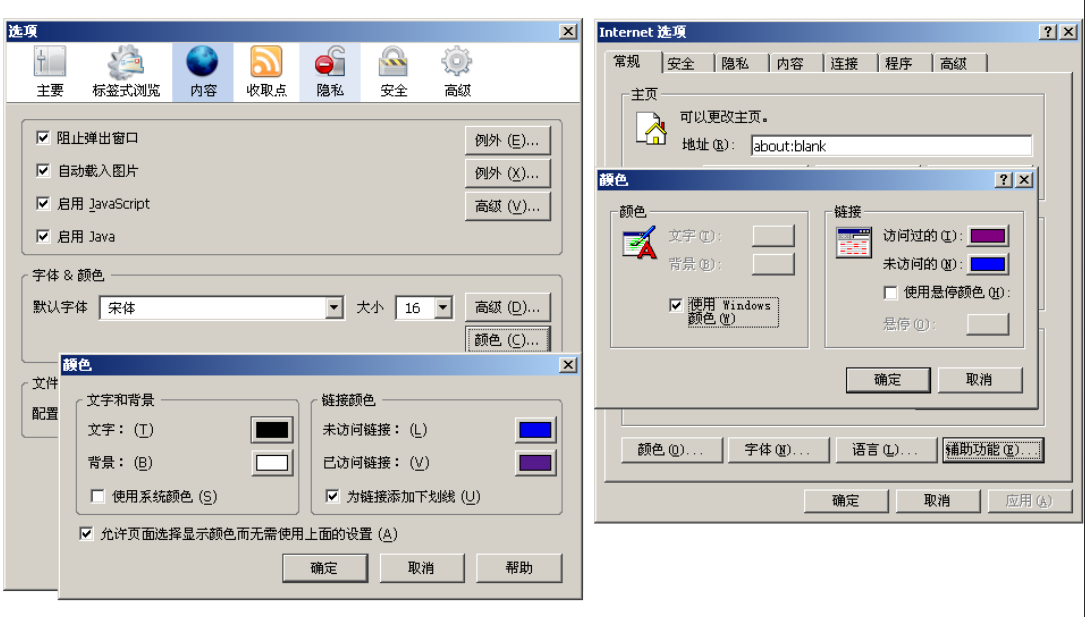 选项
主要 标签式浏览 内容 收取点 隐私 安全 高级
阻止弹出窗口 例外 (E)...
自动载入图片 例外 (X)...
启用 JavaScript 高级 (V)...
启用 Java
字体 & 颜色
默认字体 宋体 大小 16 高级 (D)...
颜色 (C)...
文件
配置
颜色
文字和背景
文字： (T)
背景： (B)
使用系统颜色 (S)
链接颜色
未访问链接： (L)
已访问链接： (V)
为链接添加下划线 (U)
允许页面选择显示颜色而无需使用上面的设置 (A)
确定 取消 帮助
Internet 选项
常规 安全 隐私 内容 连接 程序 高级
主页
可以更改主页。
地址(R): about:blank
颜色
颜色
文字(T):
背景(B):
使用 Windows
颜色(W)
链接
访问过的(I):
未访问的(N):
使用悬停颜色(H):
悬停(O):
确定 取消
颜色(O)... 字体(N)... 语言(L)... 辅助功能(E)...
确定 取消 应用(A)